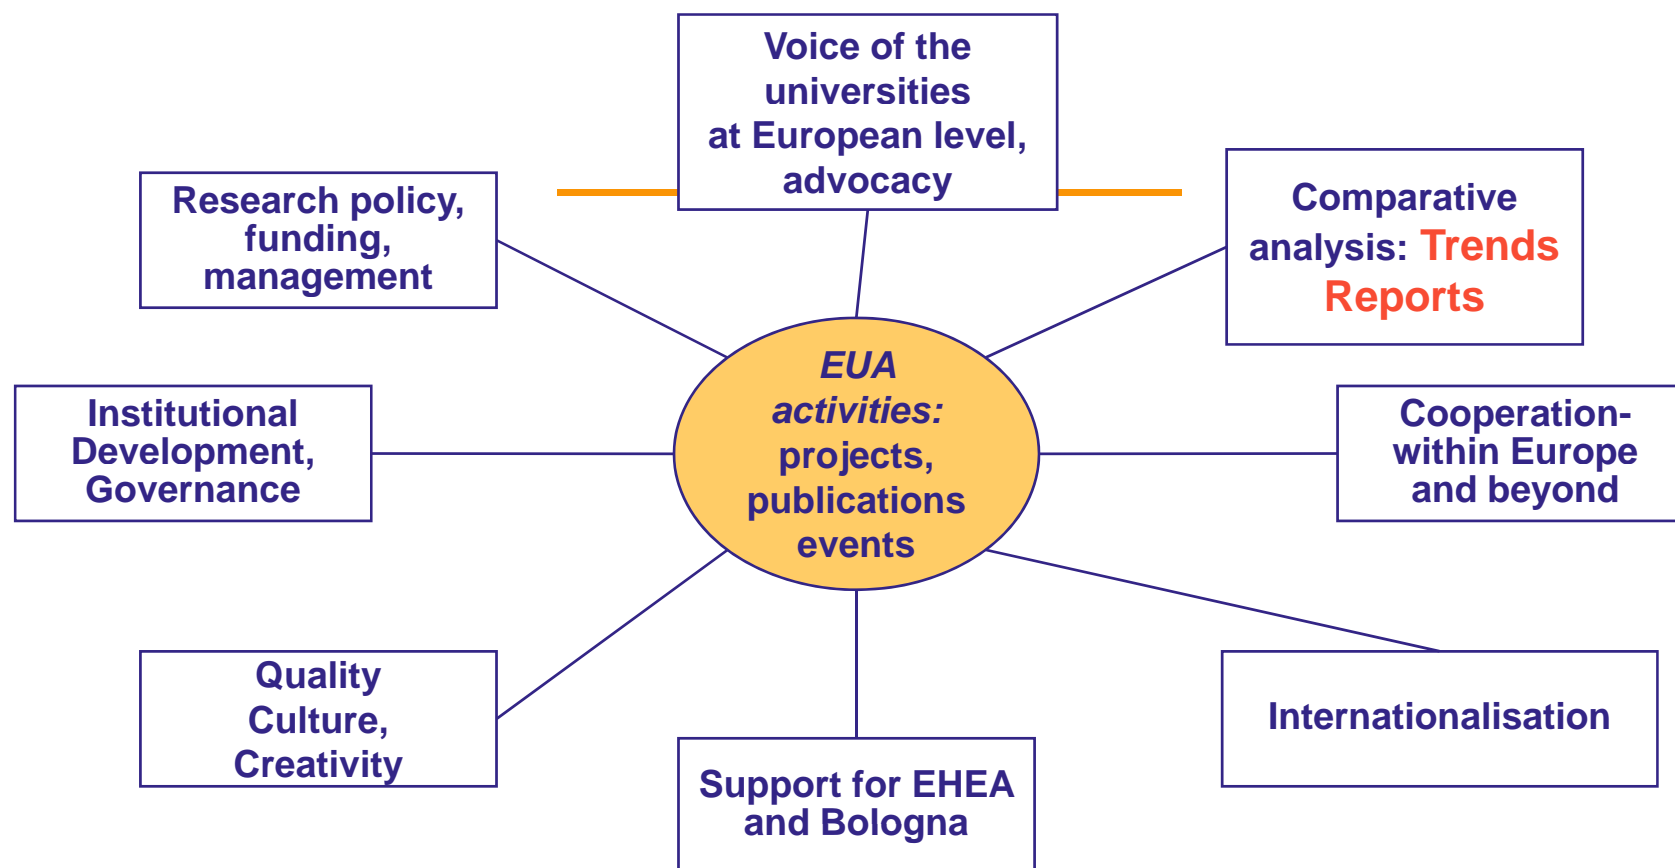 Voice of the
universities
at European level,
advocacy
Research policy,
funding,
management
Comparative
analysis: Trends
Reports
EUA
activities:
projects,
publications
events
Institutional
Development,
Governance
Cooperation-
within Europe
and beyond
Quality
Culture,
Creativity
Support for EHEA
and Bologna
Internationalisation